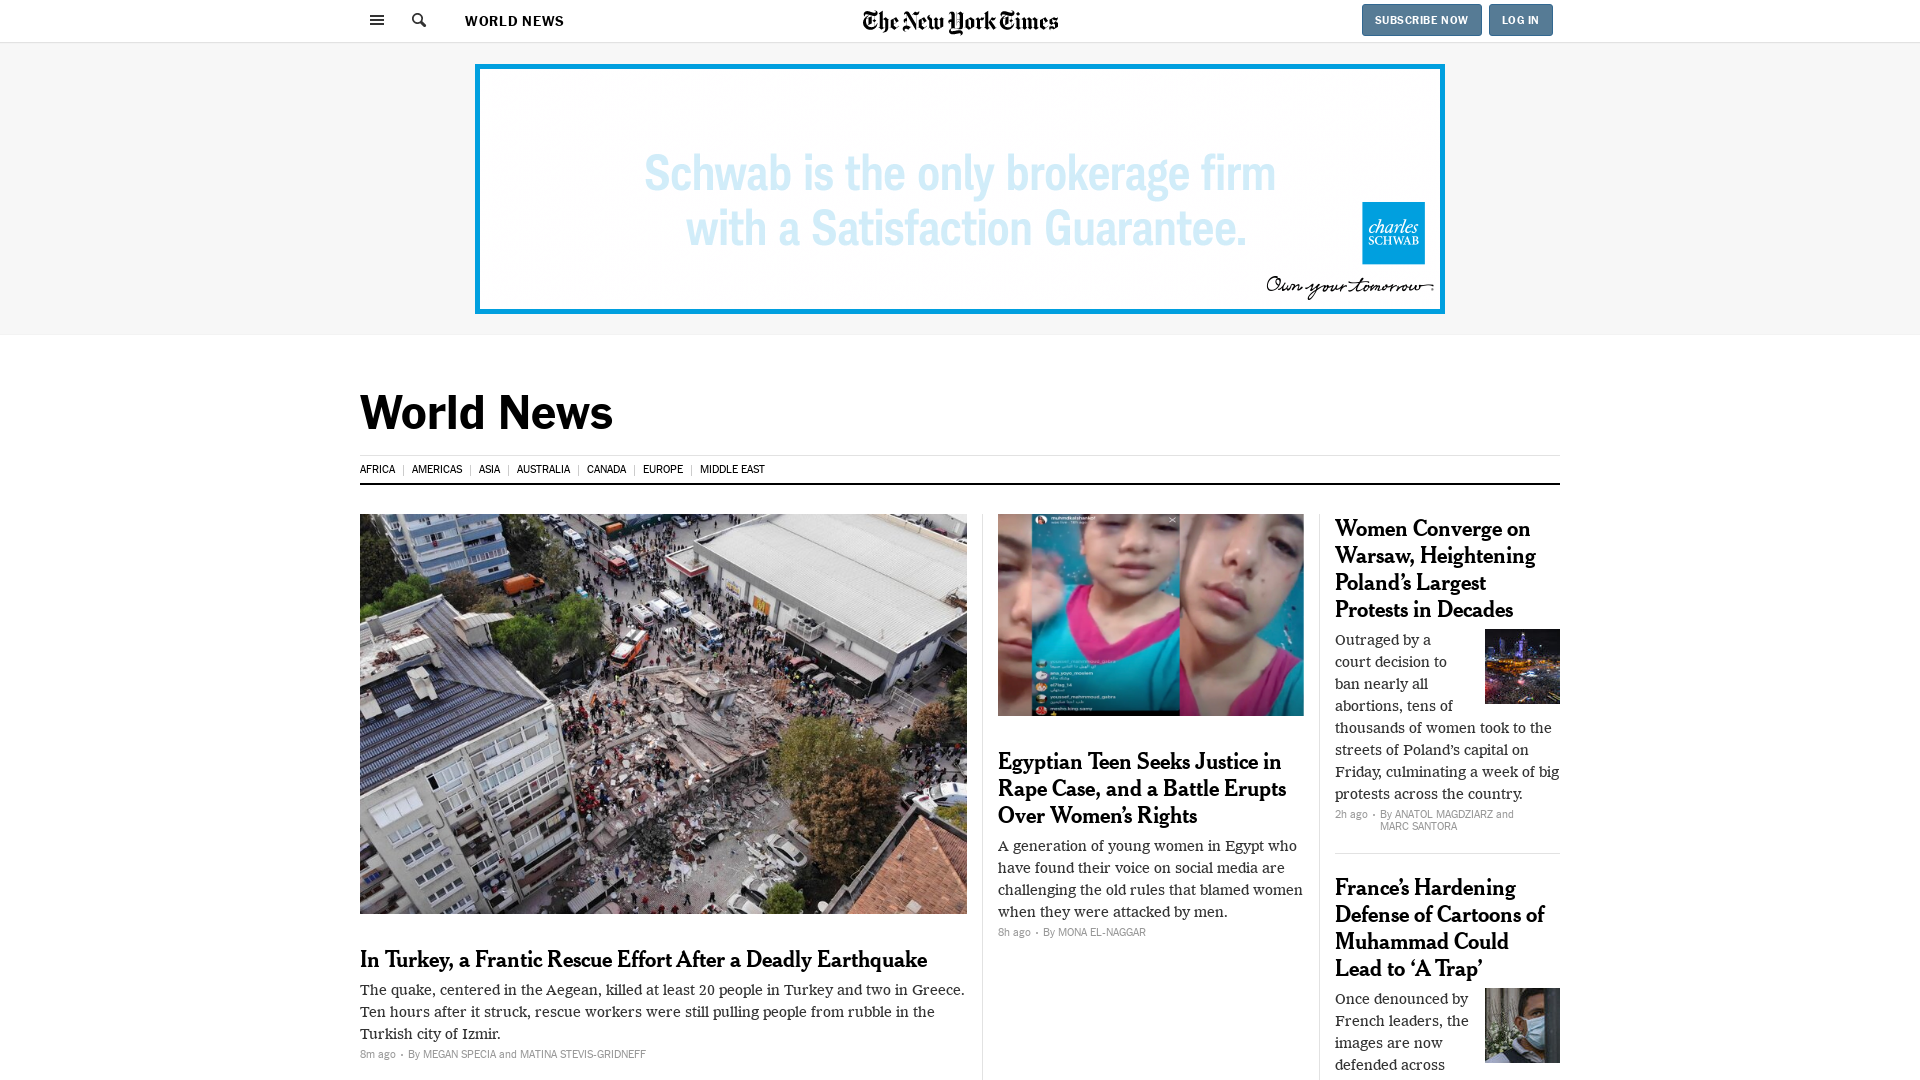 WORLD NEWS
The New York Times
SUBSCRIBE NOW
LOG IN
Schwab is the only brokerage firm
with a Satisfaction Guarantee.
charles
SCHWAB
Own your tomorrow.
World News
AFRICA
AMERICAS
ASIA
AUSTRALIA
CANADA
EUROPE
MIDDLE EAST
In Turkey, a Frantic Rescue Effort After a Deadly Earthquake
The quake, centered in the Aegean, killed at least 20 people in Turkey and two in Greece.
Ten hours after it struck, rescue workers were still pulling people from rubble in the
Turkish city of Izmir.
8m ago • By MEGAN SPECIA and MATINA STEVIS-GRIDNEFF
Egyptian Teen Seeks Justice in
Rape Case, and a Battle Erupts
Over Women’s Rights
A generation of young women in Egypt who
have found their voice on social media are
challenging the old rules that blamed women
when they were attacked by men.
8h ago • By MONA EL-NAGGAR
Women Converge on
Warsaw, Heightening
Poland’s Largest
Protests in Decades
Outraged by a
court decision to
ban nearly all
abortions, tens of
thousands of women took to the
streets of Poland’s capital on
Friday, culminating a week of big
protests across the country.
2h ago • By ANATOL MAGDZIARZ and
MARC SANTORA
France’s Hardening
Defense of Cartoons of
Muhammad Could
Lead to ‘A Trap’
Once denounced by
French leaders, the
images are now
defended across